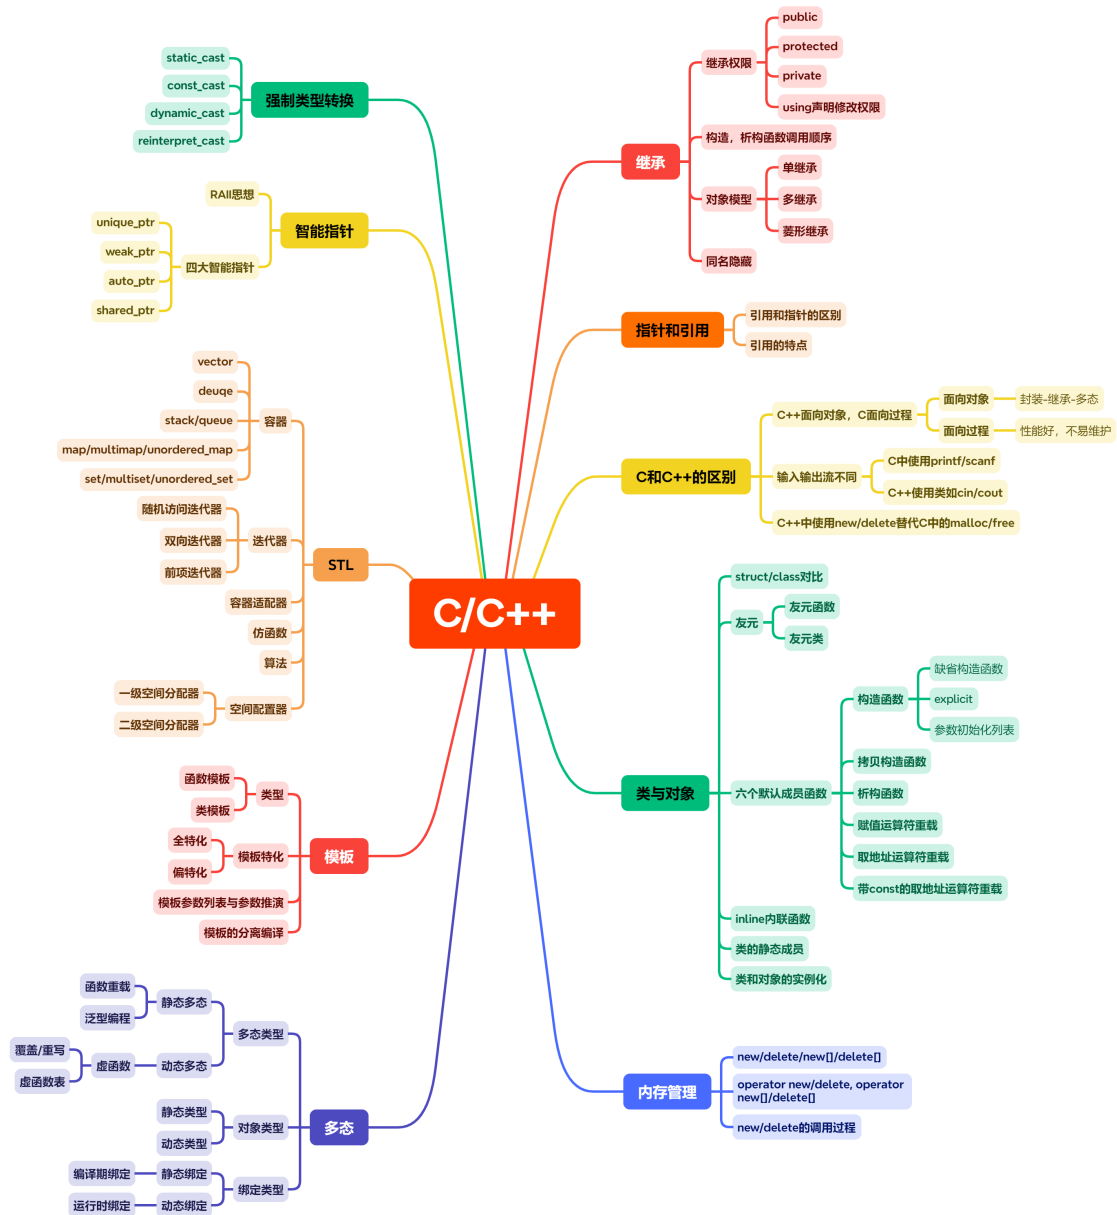 C/C++
继承
继承权限
public
protected
private
using声明修改权限
构造，折构函数调用顺序
对象模型
单继承
多继承
菱形继承
同名隐藏
指针和引用
引用和指针的区别
引用的特点
C和C++的区别
C++面向对象，C面向过程
面向对象
封装-继承-多态
面向过程
性能好，不易维护
输入输出流不同
C中使用printf/scanf
C++使用类如cin/cout
C++中使用new/delete替代C中的malloc/free
类与对象
struct/class对比
友元
友元函数
友元类
六个默认成员函数
构造函数
缺省构造函数
explicit
参数初始化列表
拷贝构造函数
折构函数
赋值运算符重载
取地址运算符重载
带const的取地址运算符重载
inline内联函数
类的静态成员
类和对象的实例化
内存管理
new/delete/new[]/delete[]
operator new/delete, operator
new[]/delete[]
new/delete的调用过程
强制类型转换
static_cast
const_cast
dynamic_cast
reinterpret_cast
智能指针
RAII思想
四大智能指针
unique_ptr
weak_ptr
auto_ptr
shared_ptr
STL
容器
vector
deuqe
stack/queue
map/multimap/unordered_map
set/multiset/unordered_set
迭代器
随机访问迭代器
双向迭代器
前项迭代器
容器适配器
仿函数
算法
空间配置器
一级空间分配器
二级空间分配器
模板
类型
函数模板
类模板
模板特化
全特化
偏特化
模板参数列表与参数推演
模板的分离编译
多态
多态类型
静态多态
函数重载
泛型编程
动态多态
虚函数
覆盖/重写
虚函数表
对象类型
静态类型
动态类型
绑定类型
静态绑定
编译期绑定
动态绑定
运行时绑定